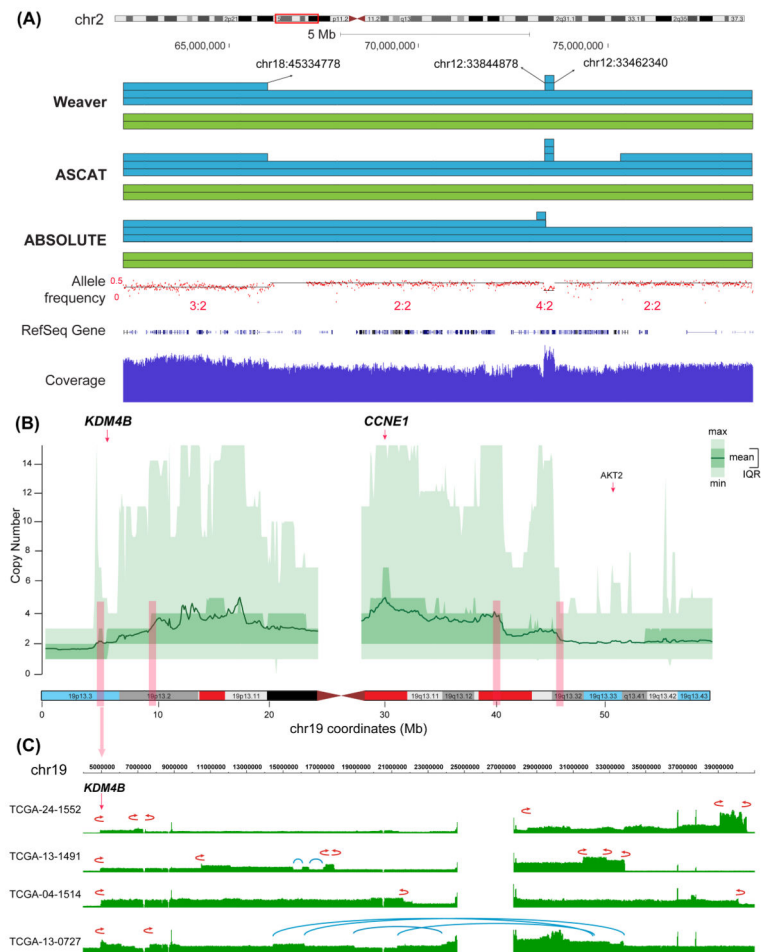 (A)
chr2
2p21
p11.2
11.2
q13
2q31.1
33.1
2q35
37.3
5 Mb
65,000,000
70,000,000
75,000,000
chr18:45334778
chr12:33844878
chr12:33462340
Weaver
ASCAT
ABSOLUTE
Allele
frequency
0.5
0
3:2
2:2
4:2
2:2
RefSeq Gene
Coverage
(B)
KDM4B
CCNE1
AKT2
max
mean
IQR
min
Copy Number
14
12
10
8
6
4
2
0
19p13.3
19p13.2
19p13.11
19q13.11
19q13.12
19q13.32
19q13.33
q13.41
19q13.42
19q13.43
0
10
20
30
40
50
chr19 coordinates (Mb)
(C)
chr19
5000000 7000000 9000000 11000000 13000000 15000000 17000000 19000000 21000000 23000000 25000000 27000000 29000000 31000000 33000000 35000000 37000000 39000000
KDM4B
TCGA-24-1552
TCGA-13-1491
TCGA-04-1514
TCGA-13-0727